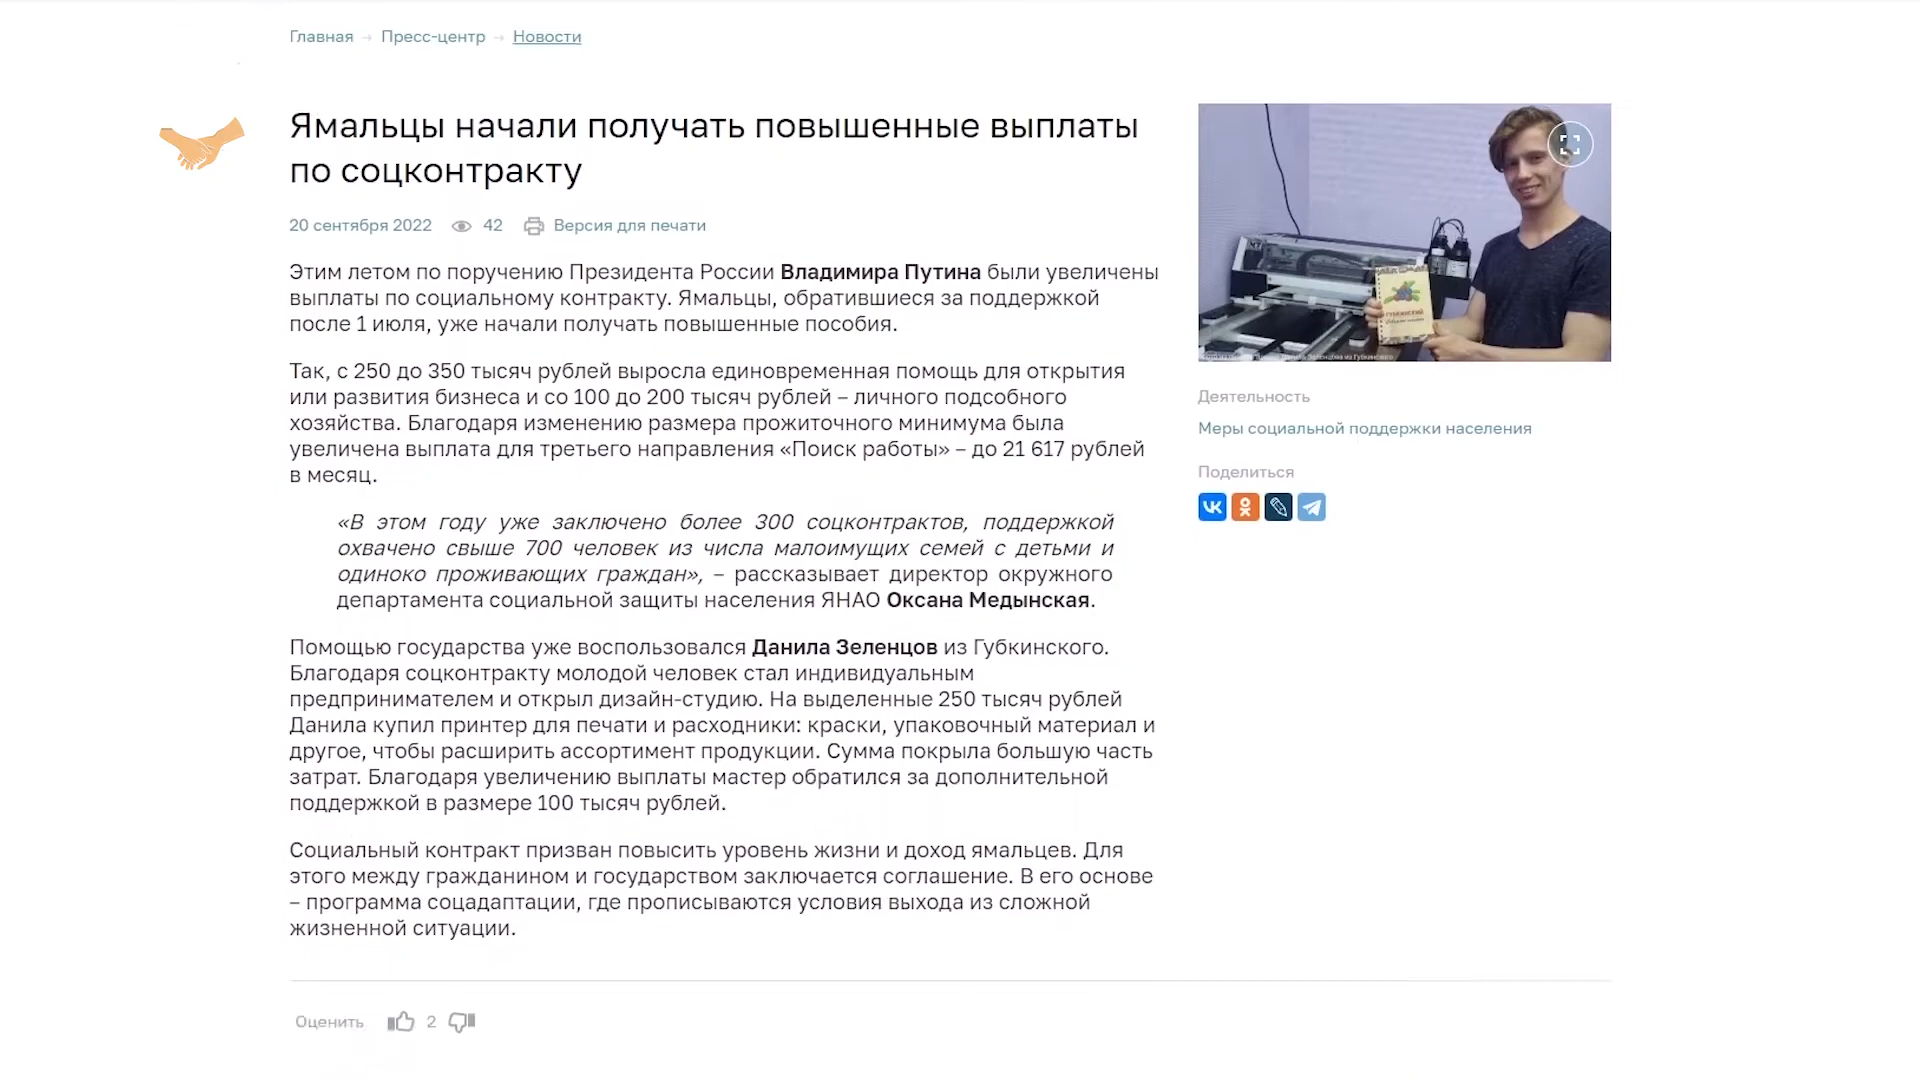 Главная → Пресс-центр → Новости
Ямальцы начали получать повышенные выплаты
по соцконтракту
20 сентября 2022 42 Версия для печати
Этим летом по поручению Президента России Владимира Путина были увеличены
выплаты по социальному контракту. Ямальцы, обратившиеся за поддержкой
после 1 июля, уже начали получать повышенные пособия.
Так, с 250 до 350 тысяч рублей выросла единовременная помощь для открытия
или развития бизнеса и со 100 до 200 тысяч рублей – личного подсобного
хозяйства. Благодаря изменению размера прожиточного минимума была
увеличена выплата для третьего направления «Поиск работы» – до 21 617 рублей
в месяц.
«В этом году уже заключено более 300 соцконтрактов, поддержкой
охвачено свыше 700 человек из числа малоимущих семей с детьми и
одиноко проживающих граждан», – рассказывает директор окружного
департамента социальной защиты населения ЯНАО Оксана Медынская.
Помощью государства уже воспользовался Данила Зеленцов из Губкинского.
Благодаря соцконтракту молодой человек стал индивидуальным
предпринимателем и открыл дизайн-студию. На выделенные 250 тысяч рублей
Данила купил принтер для печати и расходники: краски, упаковочный материал и
другое, чтобы расширить ассортимент продукции. Сумма покрыла большую часть
затрат. Благодаря увеличению выплаты мастер обратился за дополнительной
поддержкой в размере 100 тысяч рублей.
Социальный контракт призван повысить уровень жизни и доход ямальцев. Для
этого между гражданином и государством заключается соглашение. В его основе
– программа соцадаптации, где прописываются условия выхода из сложной
жизненной ситуации.
Оценить 2
ГУБКИНСКИЙ
Зеленцова из Губкинского
Деятельность
Меры социальной поддержки населения
Поделиться